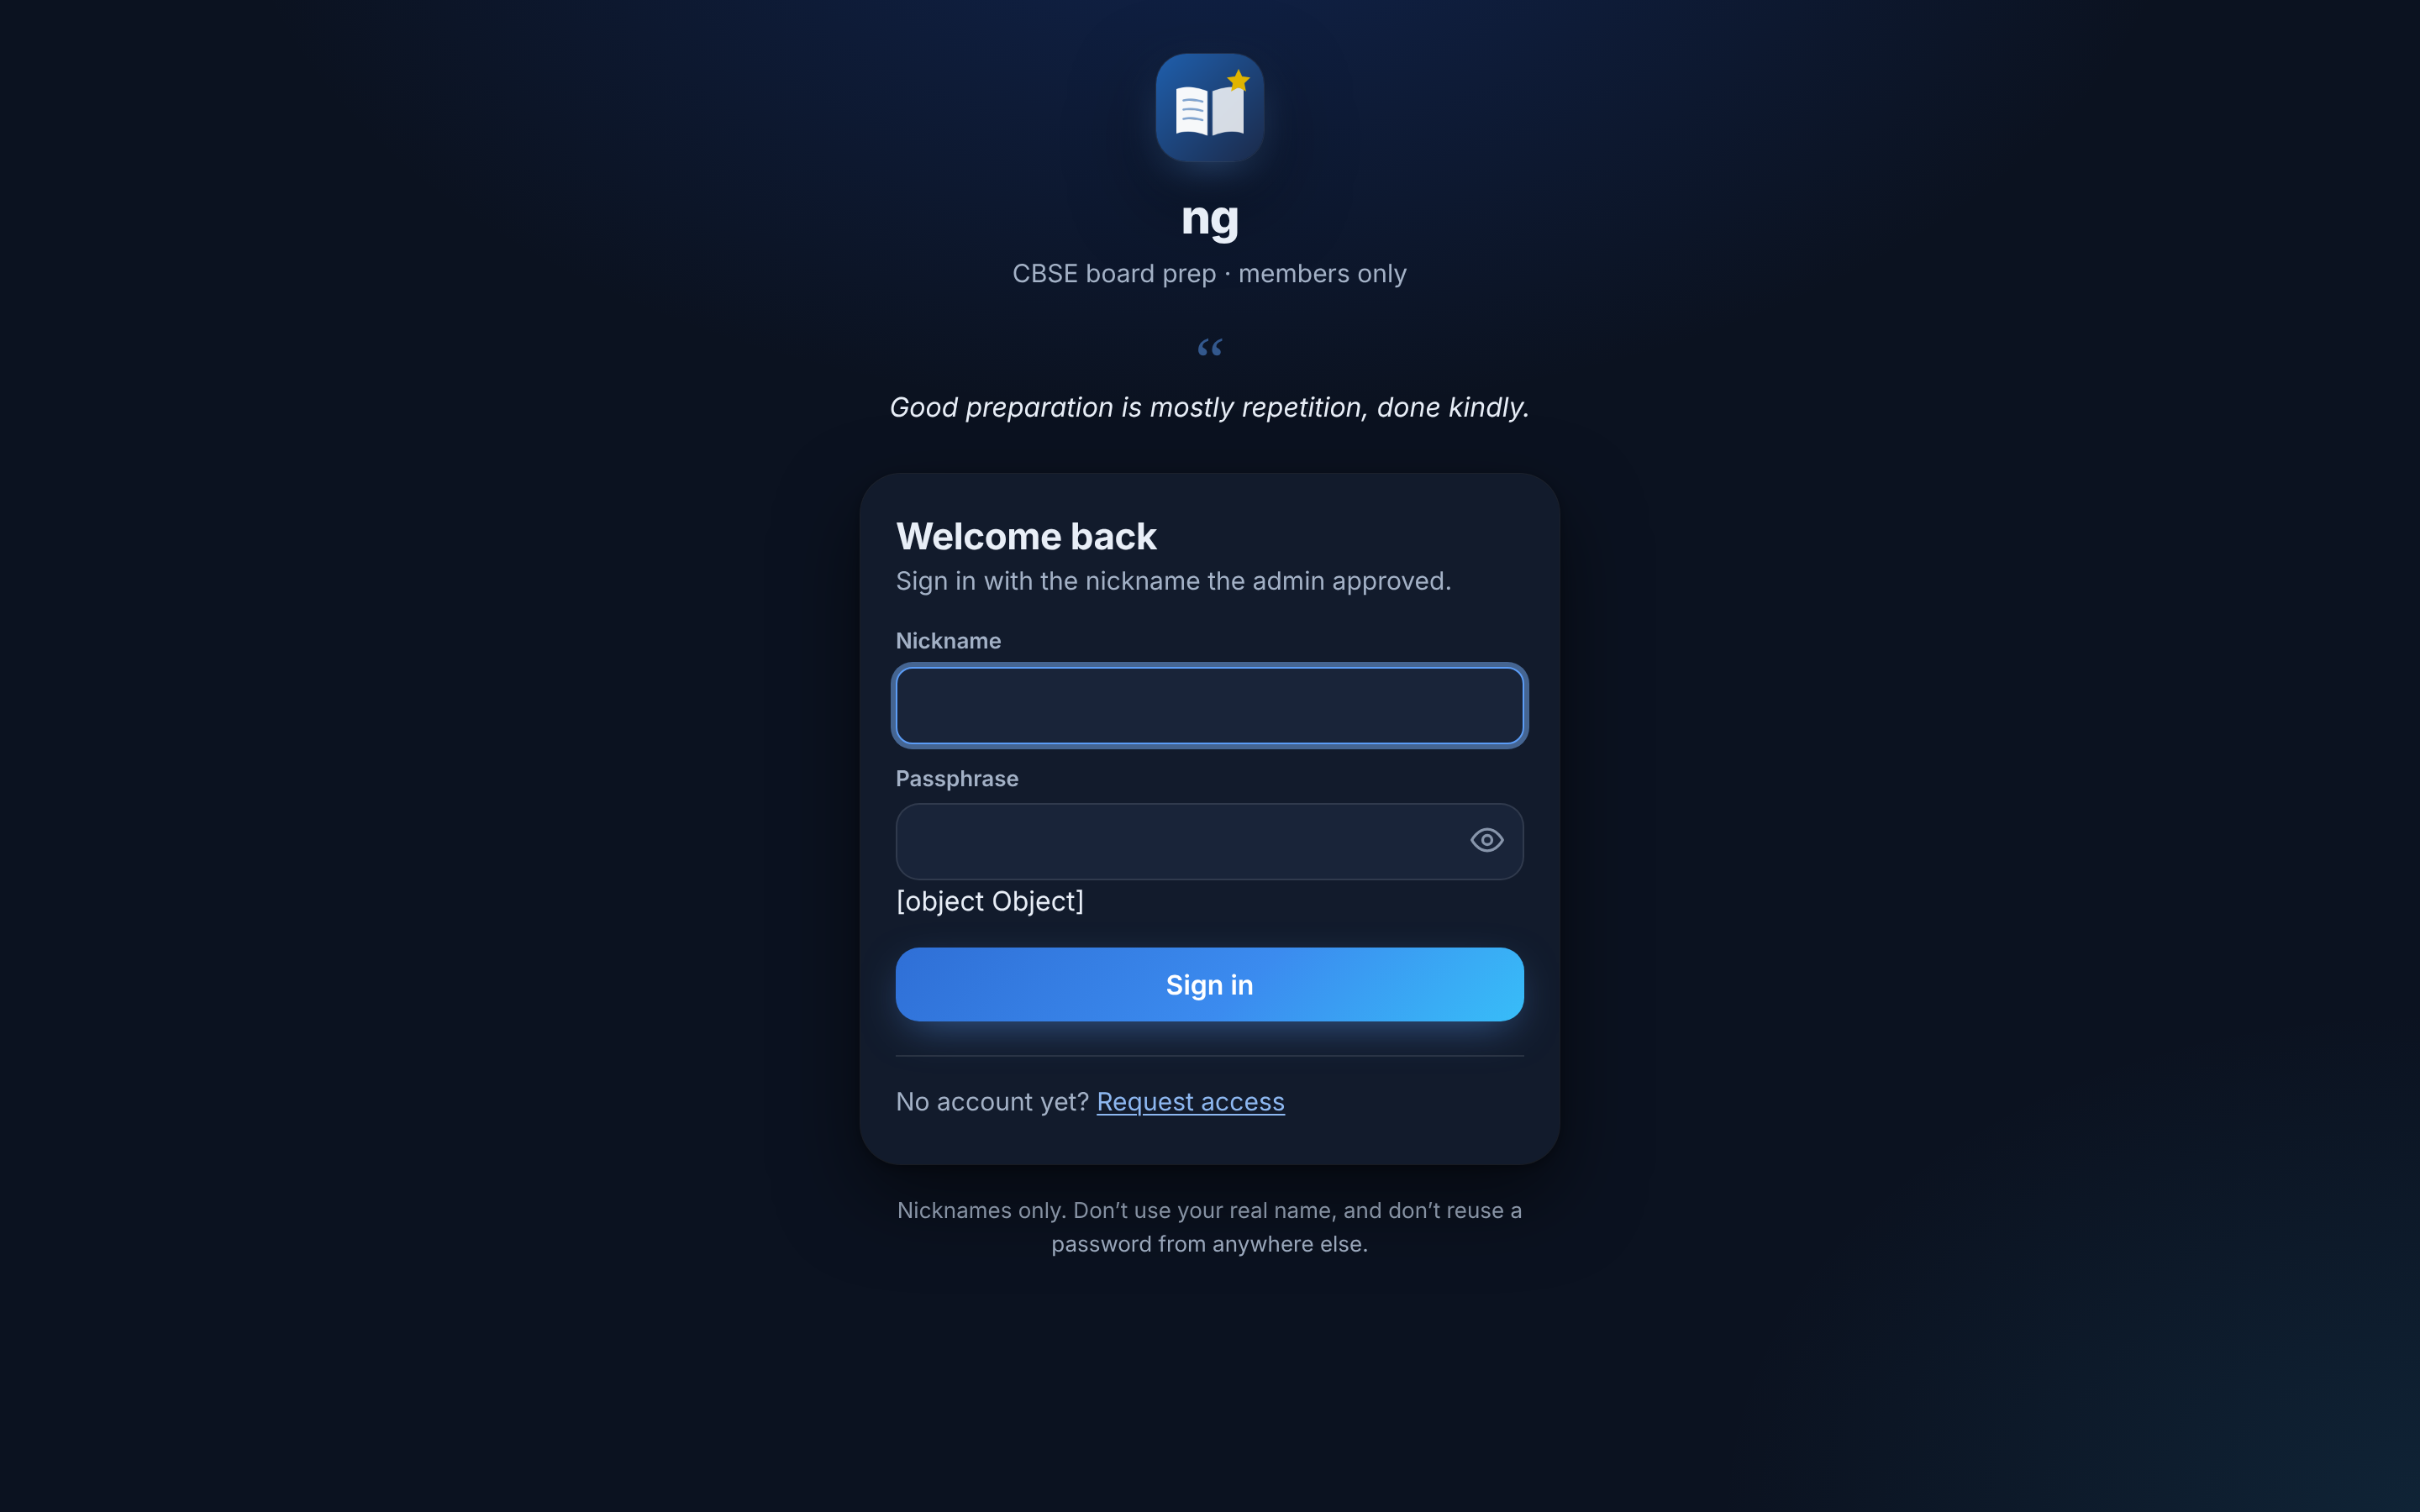 ng
CBSE board prep · members only
“
Good preparation is mostly repetition, done kindly.
Welcome back
Sign in with the nickname the admin approved.
Nickname
Passphrase
[object Object]
Sign in
No account yet? Request access
Nicknames only. Don’t use your real name, and don’t reuse a
password from anywhere else.